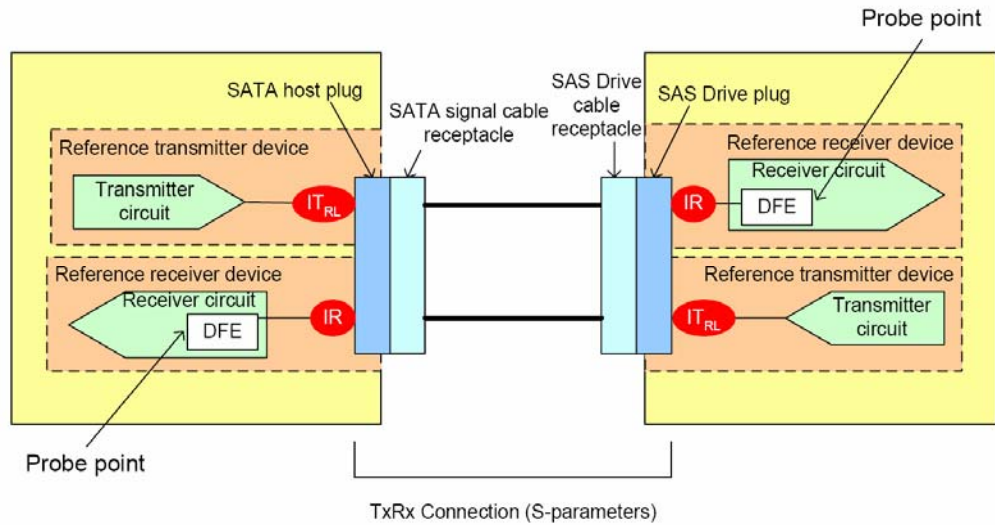 Probe point
SATA host plug
SATA signal cable
receptacle
SAS Drive
cable
receptacle
SAS Drive plug
Reference transmitter device
Transmitter
circuit
IT_RL
Reference receiver device
Receiver circuit
IR
DFE
Reference receiver device
Receiver circuit
DFE
IR
Reference transmitter device
IT_RL
Transmitter
circuit
Probe point
TxRx Connection (S-parameters)